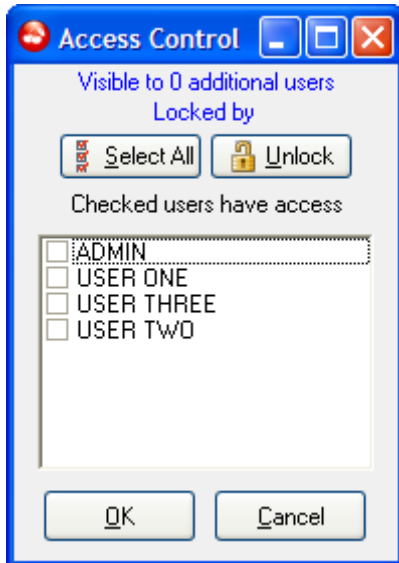 Access Control
Visible to 0 additional users
Locked by
Select All Unlock
Checked users have access
ADMIN
USER ONE
USER THREE
USER TWO
OK Cancel